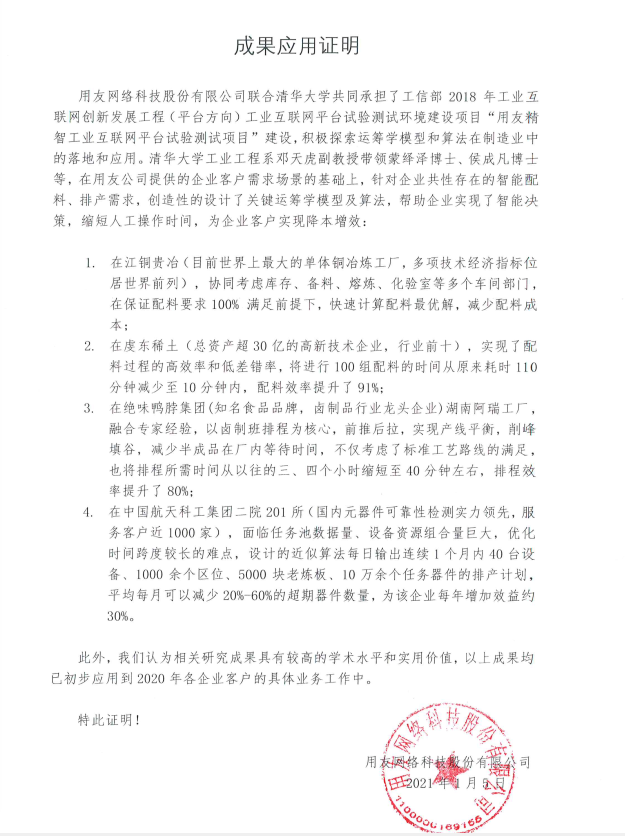 成果应用证明
用友网络科技股份有限公司联合清华大学共同承担了工信部 2018 年工业互
联网创新发展工程（平台方向）工业互联网平台试验测试环境建设项目“用友精
智工业互联网平台试验测试项目”建设，积极探索运筹学模型和算法在制造业中
的落地和应用。清华大学工业工程系邓天虎副教授带领蒙绎泽博士、侯成凡博士
等，在用友公司提供的企业客户需求场景的基础上，针对企业共性存在的智能配
料、排产需求，创造性的设计了关键运筹学模型及算法，帮助企业实现了智能决
策，缩短人工操作时间，为企业客户实现降本增效：
1. 在江铜贵冶（目前世界上最大的单体铜冶炼工厂，多项技术经济指标位
居世界前列），协同考虑库存、备料、熔炼、化验室等多个车间部门，
在保证配料要求 100% 满足前提下，快速计算配料最优解，减少配料成
本；
2. 在虔东稀土（总资产超 30 亿的高新技术企业，行业前十），实现了配
料过程的高效率和低差错率，将进行 100 组配料的时间从原来耗时 110
分钟减少至 10 分钟内，配料效率提升了 91%；
3. 在绝味鸭脖集团(知名食品品牌，卤制品行业龙头企业)湖南阿瑞工厂，
融合专家经验，以卤制班排程为核心，前推后拉，实现产线平衡，削峰
填谷，减少半成品在厂内等待时间，不仅考虑了标准工艺路线的满足，
也将排程所需时间从以往的三、四个小时缩短至 40 分钟左右，排程效
率提升了 80%；
4. 在中国航天科工集团二院 201 所（国内元器件可靠性检测实力领先，服
务客户近 1000 家），面临任务池数据量、设备资源组合量巨大，优化
时间跨度较长的难点，设计的近似算法每日输出连续 1 个月内 40 台设
备、1000 余个区位、5000 块老炼板、10 万余个任务器件的排产计划，
平均每月可以减少 20%-60%的超期器件数量，为该企业每年增加效益约
30%。
此外，我们认为相关研究成果具有较高的学术水平和实用价值，以上成果均
已初步应用到 2020 年各企业客户的具体业务工作中。
特此证明！
用友网络科技股份有限公司
2021 年 1 月 5 日
用友网络科技股份有限公司
1100000169155